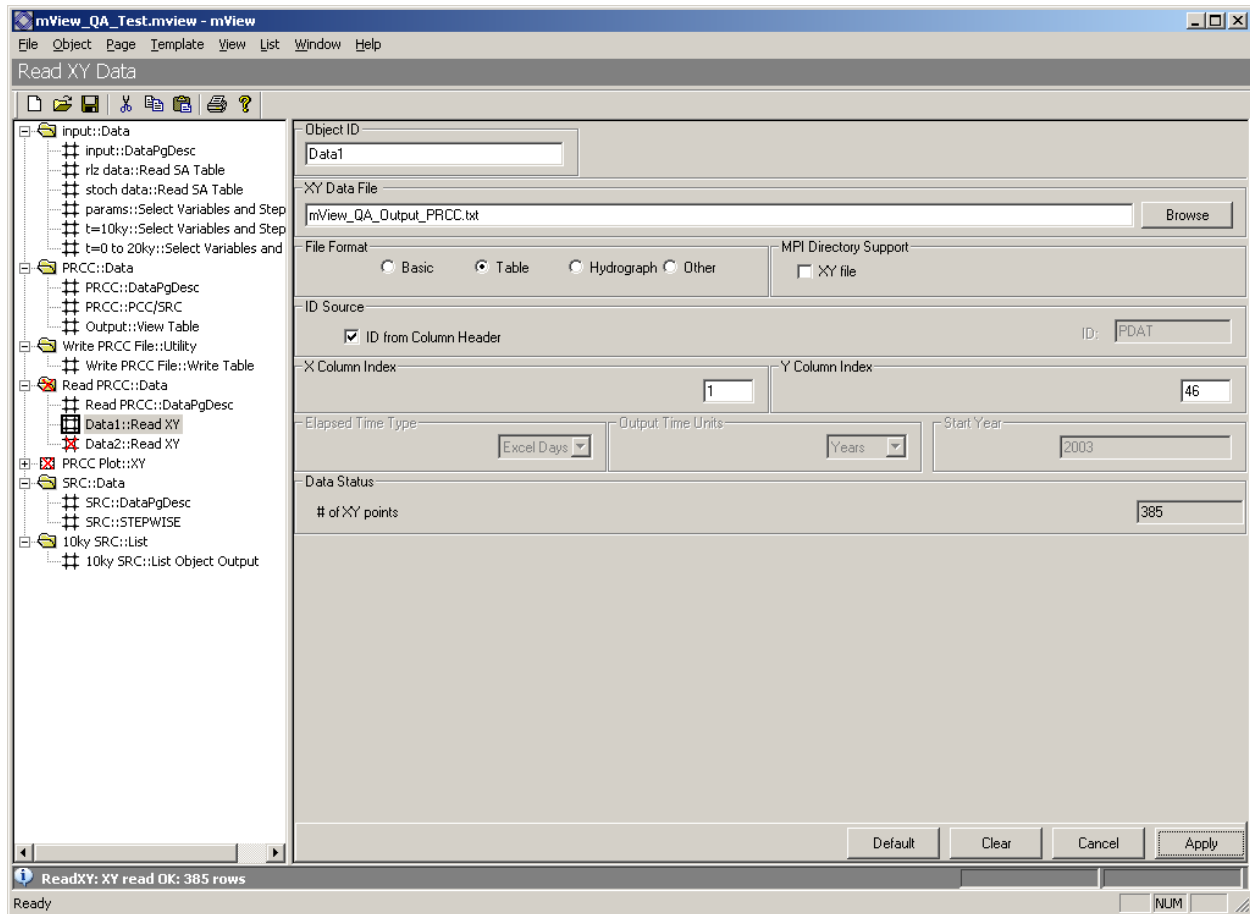 mView_QA_Test.mview - mView
File Object Page Template View List Window Help
Read XY Data
input::Data
input::DataPgDesc
rlz data::Read SA Table
stoch data::Read SA Table
params::Select Variables and Step
t=10ky::Select Variables and Step
t=0 to 20ky::Select Variables and
PRCC::Data
PRCC::DataPgDesc
PRCC::PCC/SRC
Output::View Table
Write PRCC File::Utility
Write PRCC File::Write Table
Read PRCC::Data
Read PRCC::DataPgDesc
Data1::Read XY
Data2::Read XY
PRCC Plot::XY
SRC::Data
SRC::DataPgDesc
SRC::STEPWISE
10ky SRC::List
10ky SRC::List Object Output
Object ID
Data1
XY Data File
mView_QA_Output_PRCC.txt Browse
File Format MPI Directory Support
Basic Table Hydrograph Other XY file
ID Source
ID from Column Header ID: PDAT
X Column Index Y Column Index
1 46
Elapsed Time Type Output Time Units Start Year
Excel Days Years 2003
Data Status
# of XY points 385
Default Clear Cancel Apply
ReadXY: XY read OK: 385 rows
Ready NUM